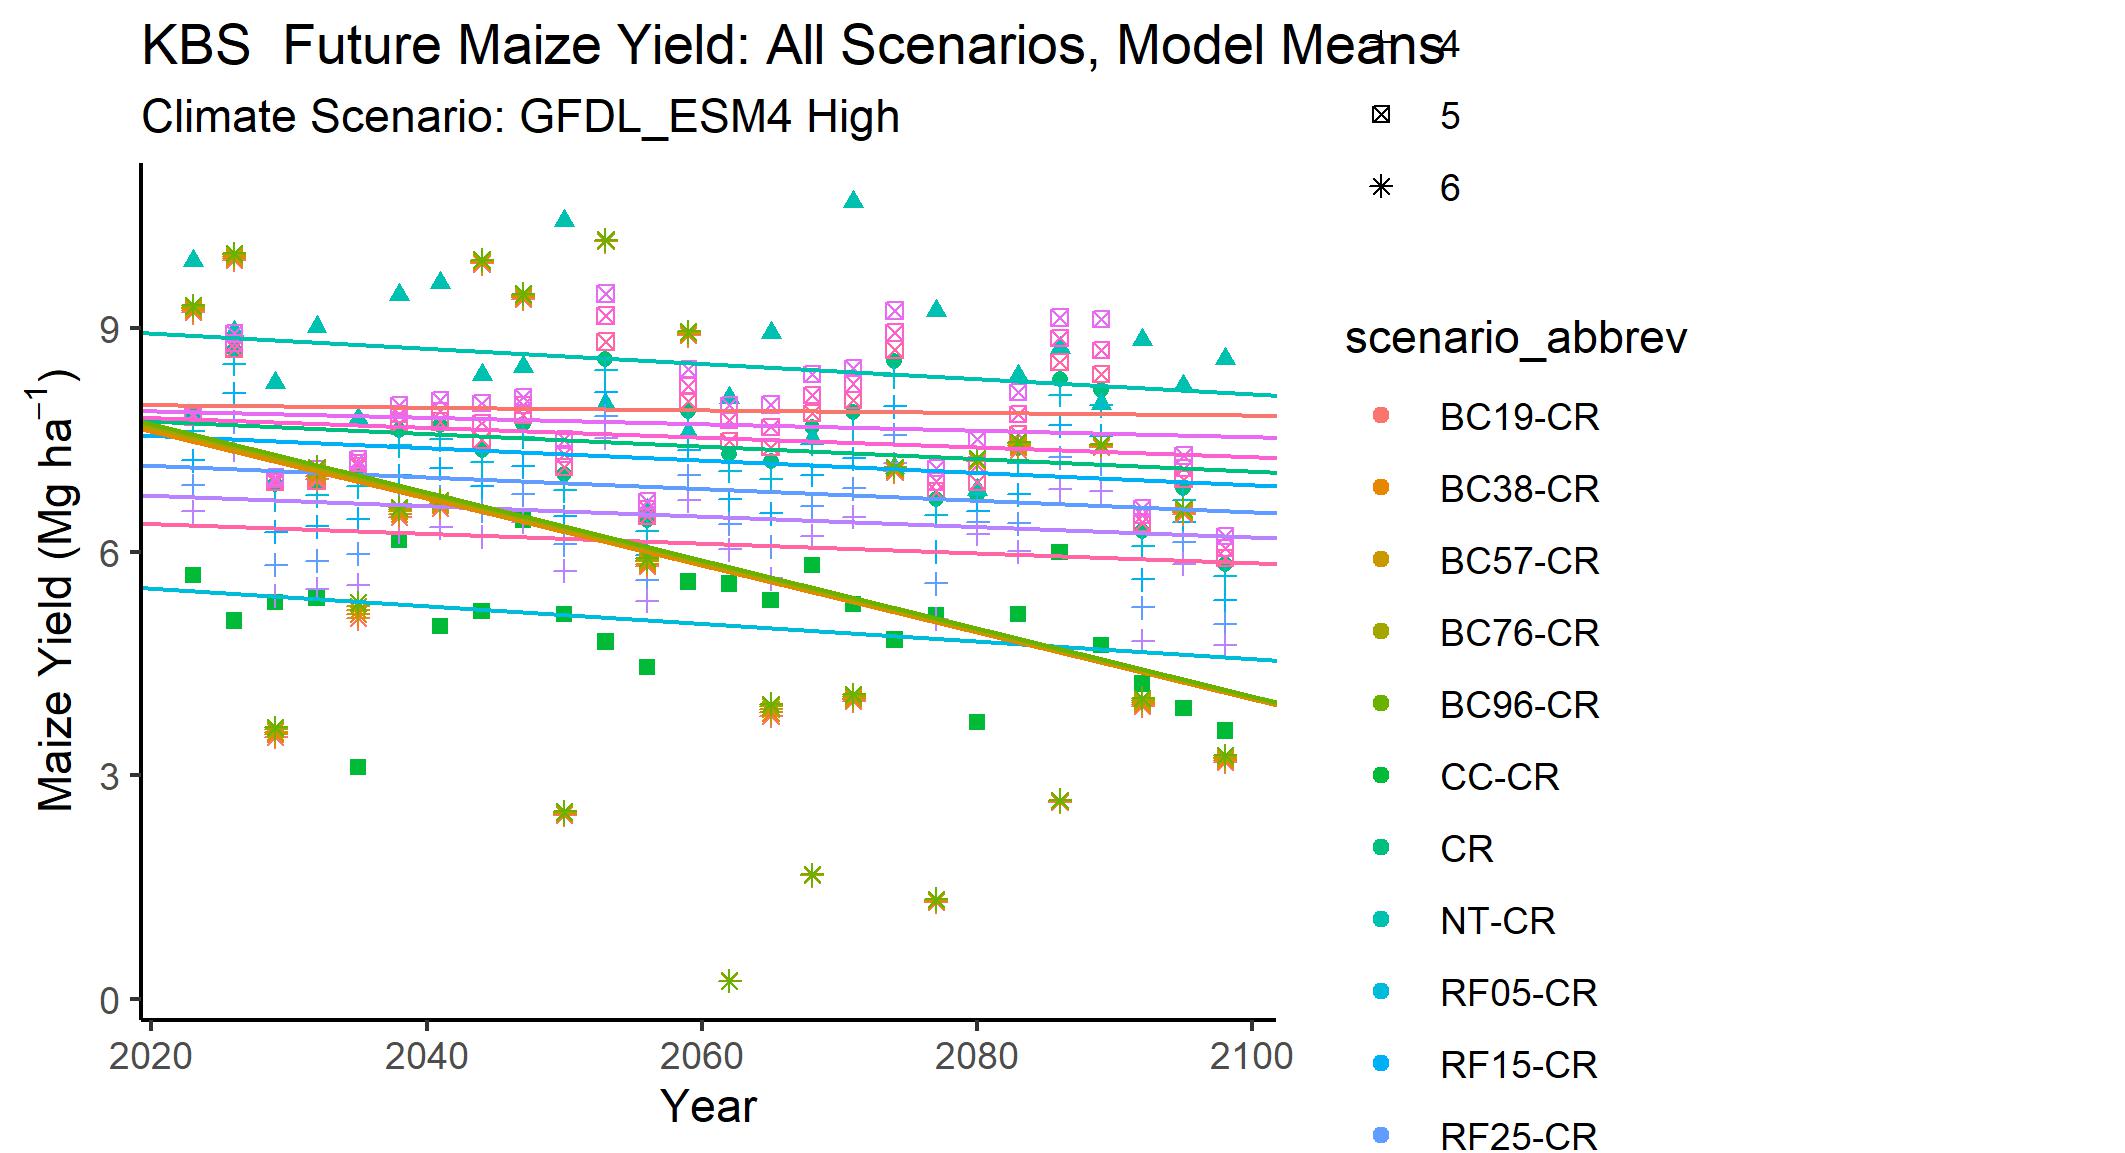 KBS  Future Maize Yield: All Scenarios, Model Means
Climate Scenario: GFDL_ESM4 High
Maize Yield (Mg ha⁻¹)
9
6
3
0
2020 2040 2060 2080 2100
Year
4
5
6
scenario_abbrev
BC19-CR
BC38-CR
BC57-CR
BC76-CR
BC96-CR
CC-CR
CR
NT-CR
RF05-CR
RF15-CR
RF25-CR